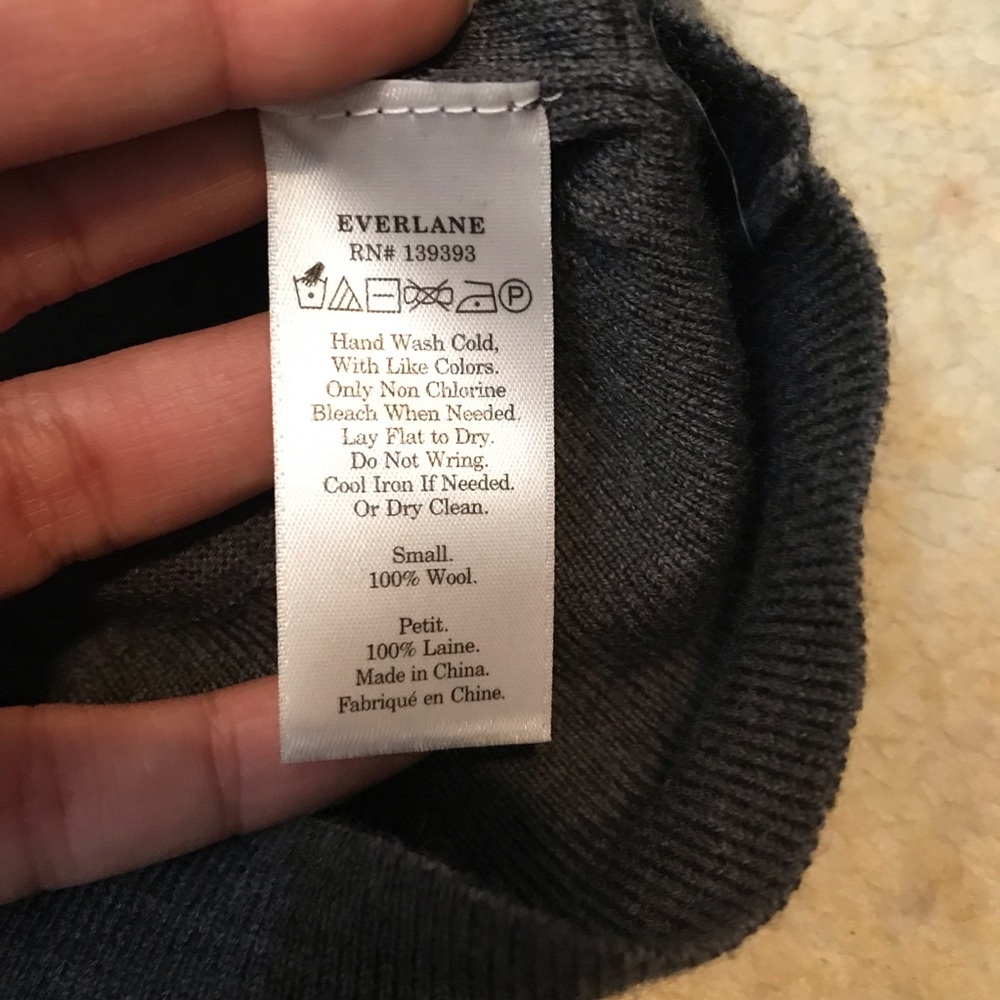 EVERLANE
RN# 139393
P
Hand Wash Cold,
With Like Colors.
Only Non Chlorine
Bleach When Needed.
Lay Flat to Dry.
Do Not Wring.
Cool Iron If Needed.
Or Dry Clean.
Small.
100% Wool.
Petit.
100% Laine.
Made in China.
Fabriqué en Chine.